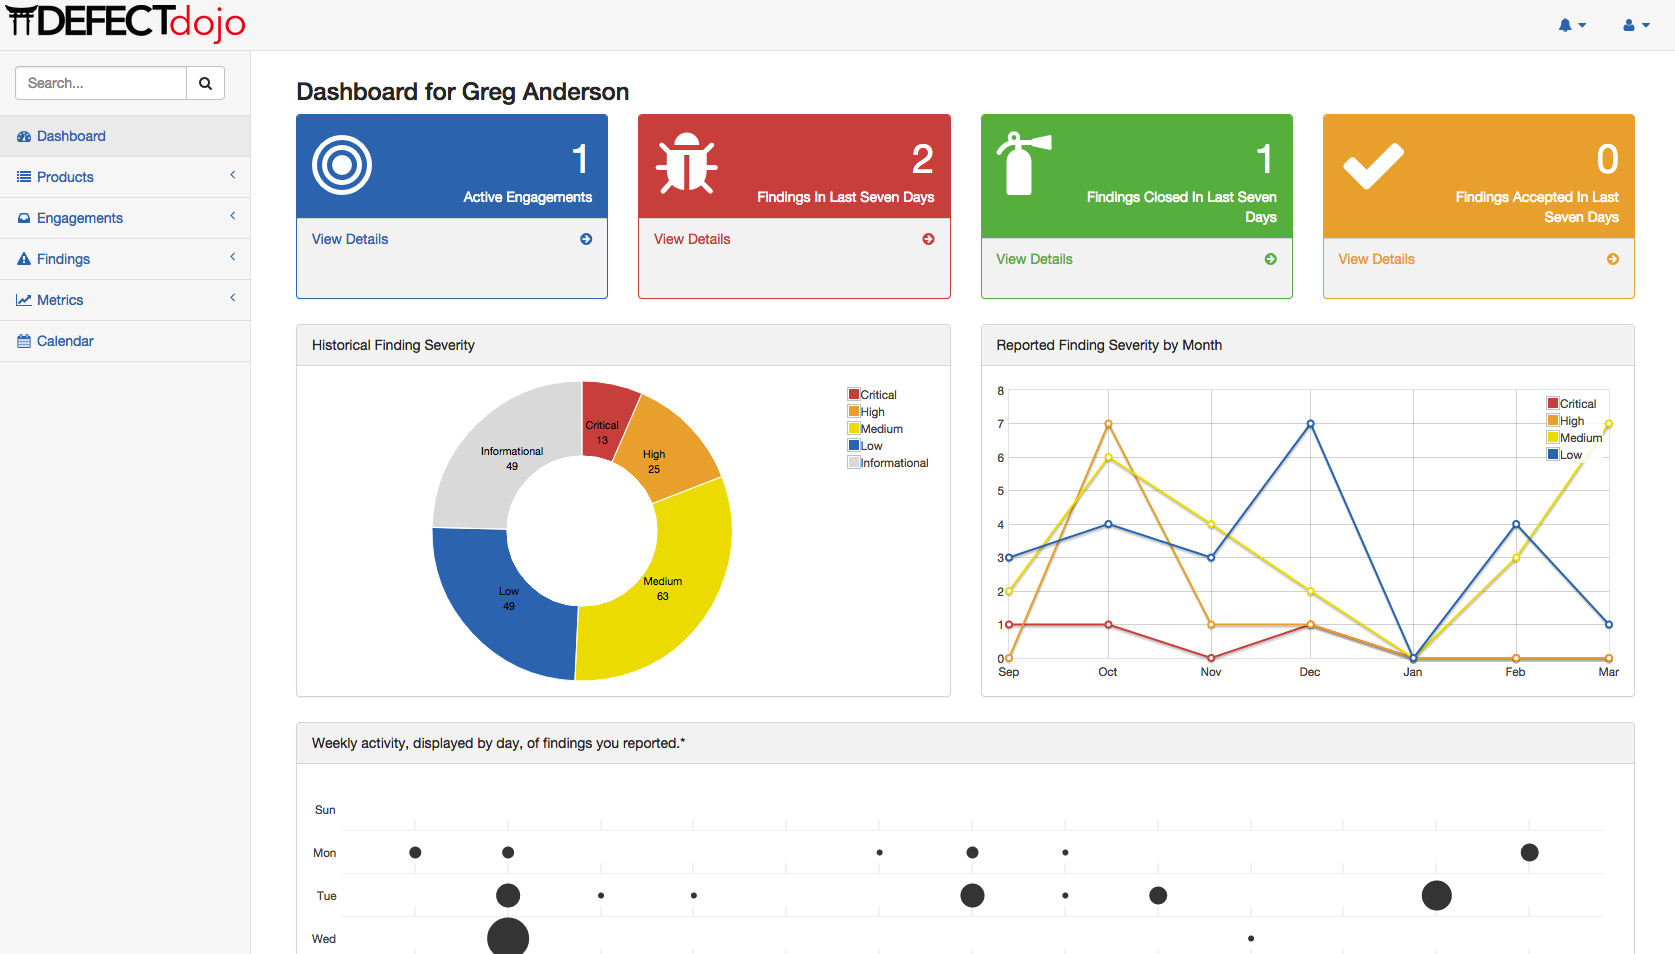 DEFECTdojo
Search...
Dashboard
Products
Engagements
Findings
Metrics
Calendar
Dashboard for Greg Anderson
1
Active Engagements
View Details
2
Findings In Last Seven Days
View Details
1
Findings Closed In Last Seven
Days
View Details
0
Findings Accepted In Last
Seven Days
View Details
Historical Finding Severity
Critical
13
High
25
Medium
63
Low
49
Informational
49
Critical
High
Medium
Low
Informational
Reported Finding Severity by Month
8
7
6
5
4
3
2
1
0
Sep Oct Nov Dec Jan Feb Mar
Critical
High
Medium
Low
Weekly activity, displayed by day, of findings you reported.*
Sun
Mon
Tue
Wed